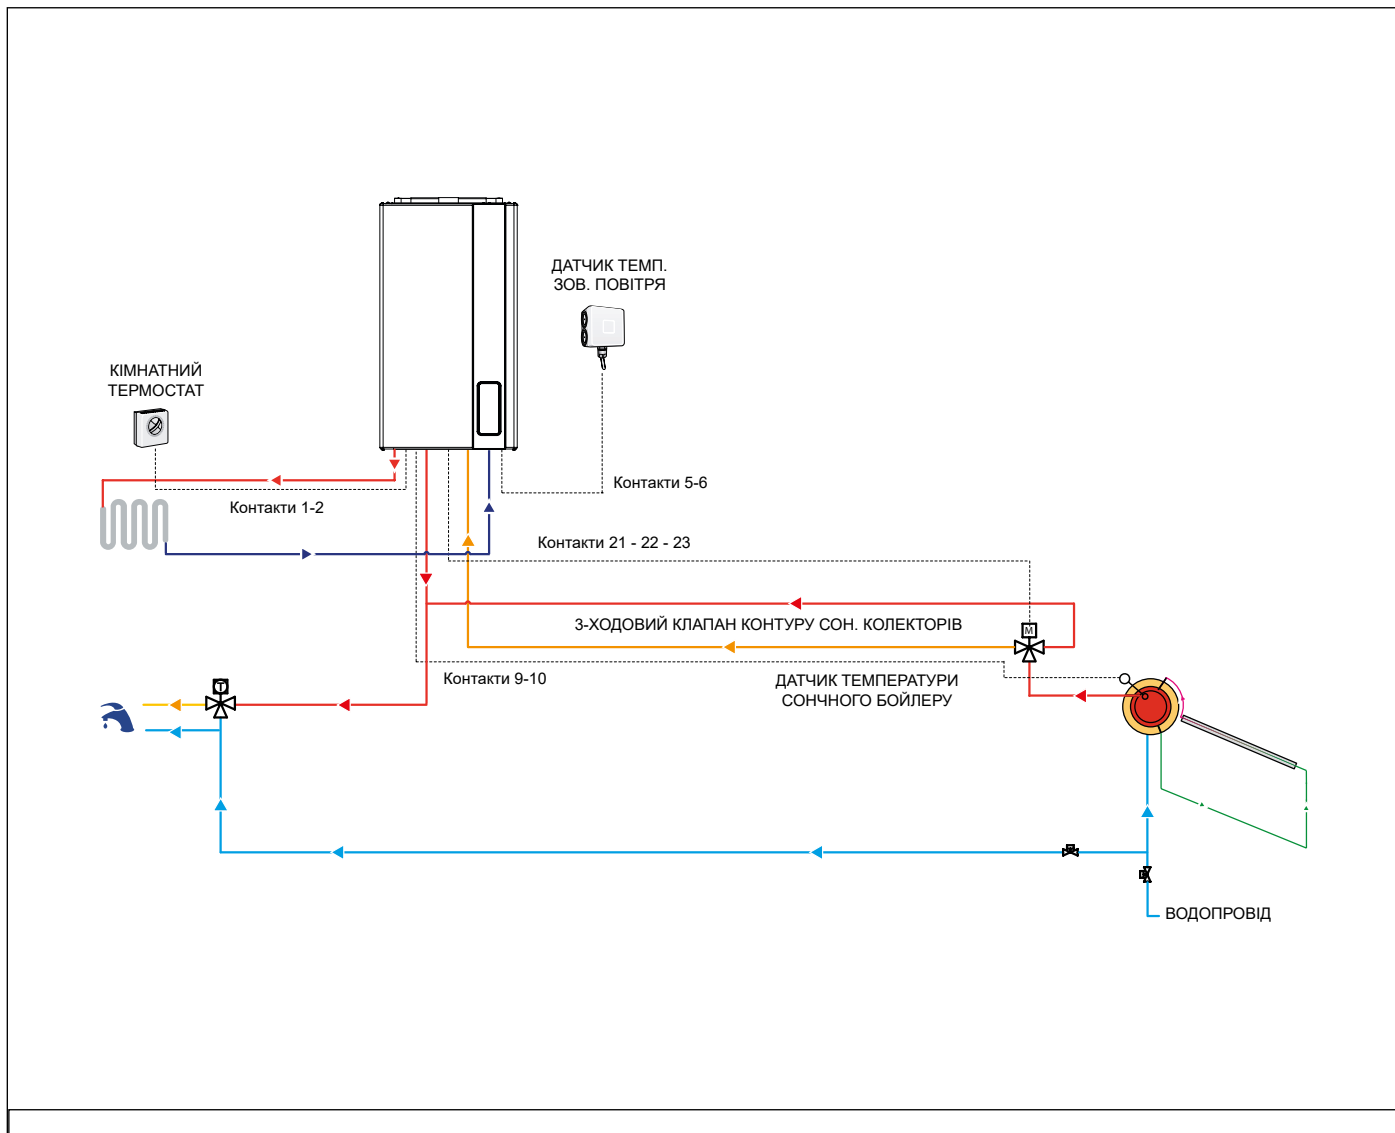 ДАТЧИК ТЕМП.
ЗОВ. ПОВІТРЯ
КІМНАТНИЙ
ТЕРМОСТАТ
Контакти 5-6
Контакти 1-2
Контакти 21 - 22 - 23
3-ХОДОВИЙ КЛАПАН КОНТУРУ СОН. КОЛЕКТОРІВ
M
Контакти 9-10
ДАТЧИК ТЕМПЕРАТУРИ
СОНЧНОГО БОЙЛЕРУ
T
ВОДОПРОВІД